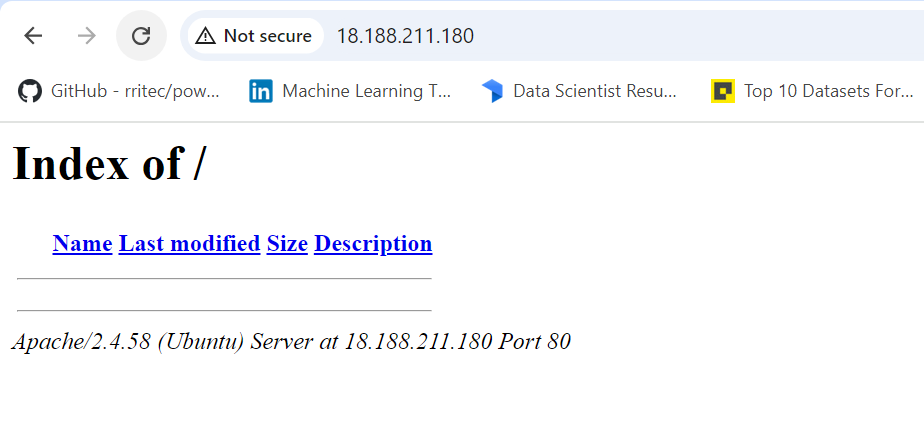 Not secure 18.188.211.180
GitHub - rritec/pow... Machine Learning T... Data Scientist Resu... Top 10 Datasets For...
Index of /
Name Last modified Size Description
Apache/2.4.58 (Ubuntu) Server at 18.188.211.180 Port 80